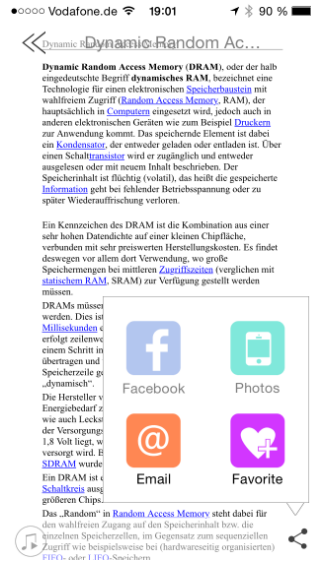 Vodafone.de 19:01 90 %
Dynamic Random Ac…
Dynamic Random Access Memory
Dynamic Random Access Memory (DRAM), oder der halb
eingedeutschte Begriff dynamisches RAM, bezeichnet eine
Technologie für einen elektronischen Speicherbaustein mit
wahlfreiem Zugriff (Random Access Memory, RAM), der
hauptsächlich in Computern eingesetzt wird, jedoch auch in
anderen elektronischen Geräten wie zum Beispiel Druckern
zur Anwendung kommt. Das speichernde Element ist dabei
ein Kondensator, der entweder geladen oder entladen ist. Über
einen Schalttransistor wird er zugänglich und entweder
ausgelesen oder mit neuem Inhalt beschrieben. Der
Speicherinhalt ist flüchtig (volatil), das heißt die gespeicherte
Information geht bei fehlender Betriebsspannung oder zu
später Wiederauffrischung verloren.
Ein Kennzeichen des DRAM ist die Kombination aus einer
sehr hohen Datendichte auf einer kleinen Chipfläche,
verbunden mit sehr preiswerten Herstellungskosten. Es findet
deswegen vor allem dort Verwendung, wo große
Speichermengen bei mittleren Zugriffszeiten (verglichen mit
statischem RAM, SRAM) zur Verfügung gestellt werden
müssen.
DRAMs müssen
werden. Dies ist
Millisekunden
erfolgt zeilenwe
einem Schritt in
übertragen und
Speicherzeile g
„dynamisch“.
Die Hersteller v
Energiebedarf z
wie auch Leckst
der Versorgungs
1,8 Volt liegt, w
versorgt wird. E
SDRAM wurde
Ein DRAM ist e
Schaltkreis ausg
größeren Chips.
Facebook
Photos
@
Email
Favorite
Das „Random“ in Random Access Memory steht dabei für
den wahlfreien Zugang auf den Speicherinhalt bzw. die
einzelnen Speicherzellen, im Gegensatz zum sequenziellen
Zugriff wie beispielsweise bei (hardwareseitig organisierten)
FIFO- oder LIFO-Speichern.